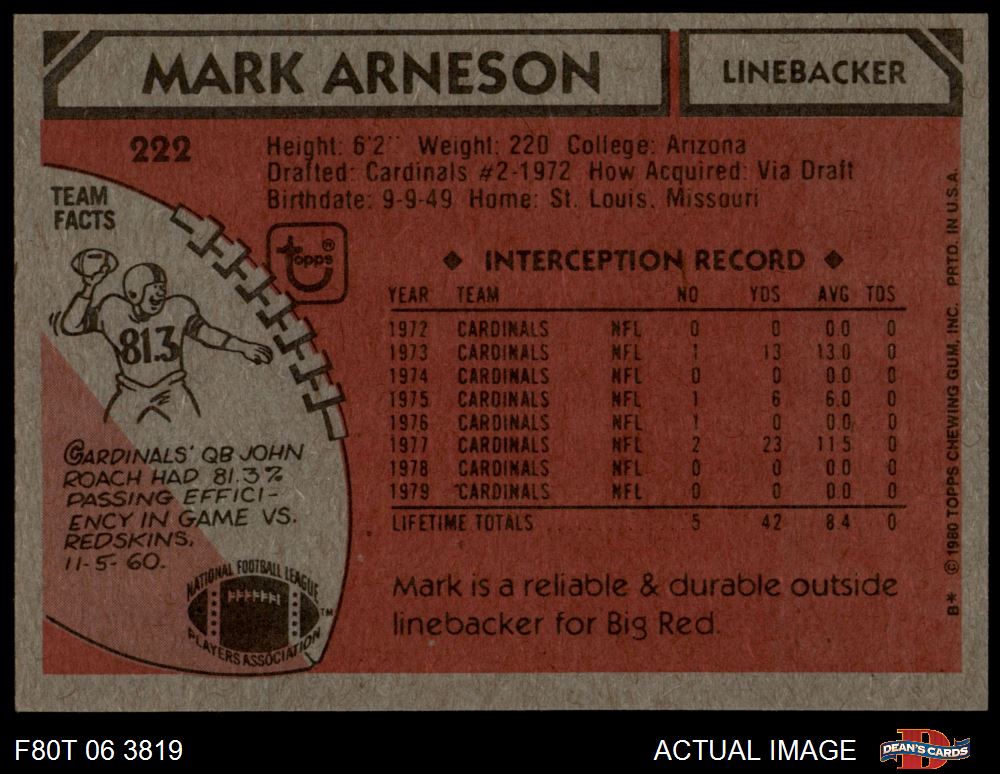 MARK ARNESON
LINEBACKER
222
Height: 6'2" Weight: 220 College: Arizona
Drafted: Cardinals #2-1972 How Acquired: Via Draft
Birthdate: 9-9-49 Home: St. Louis, Missouri
TEAM
FACTS
topps®
81.3
CARDINALS' QB JOHN
ROACH HAD 81.3%
PASSING EFFICI-
ENCY IN GAME VS.
REDSKINS,
11-5-60.
NATIONAL FOOTBALL LEAGUE
PLAYERS ASSOCIATION
TM
◆ INTERCEPTION RECORD ◆
YEAR TEAM NO YDS AVG TDS
1972 CARDINALS NFL 0 0 0.0 0
1973 CARDINALS NFL 1 13 13.0 0
1974 CARDINALS NFL 0 0 0.0 0
1975 CARDINALS NFL 1 6 6.0 0
1976 CARDINALS NFL 1 0 0.0 0
1977 CARDINALS NFL 2 23 11.5 0
1978 CARDINALS NFL 0 0 0.0 0
1979 CARDINALS NFL 0 0 0.0 0
LIFETIME TOTALS ........... 5 42 8.4 0
Mark is a reliable & durable outside
linebacker for Big Red.
B* © 1980 TOPPS CHEWING GUM, INC. PRTD. IN U.S.A.
F80T 06 3819
ACTUAL IMAGE
DEAN'S CARDS